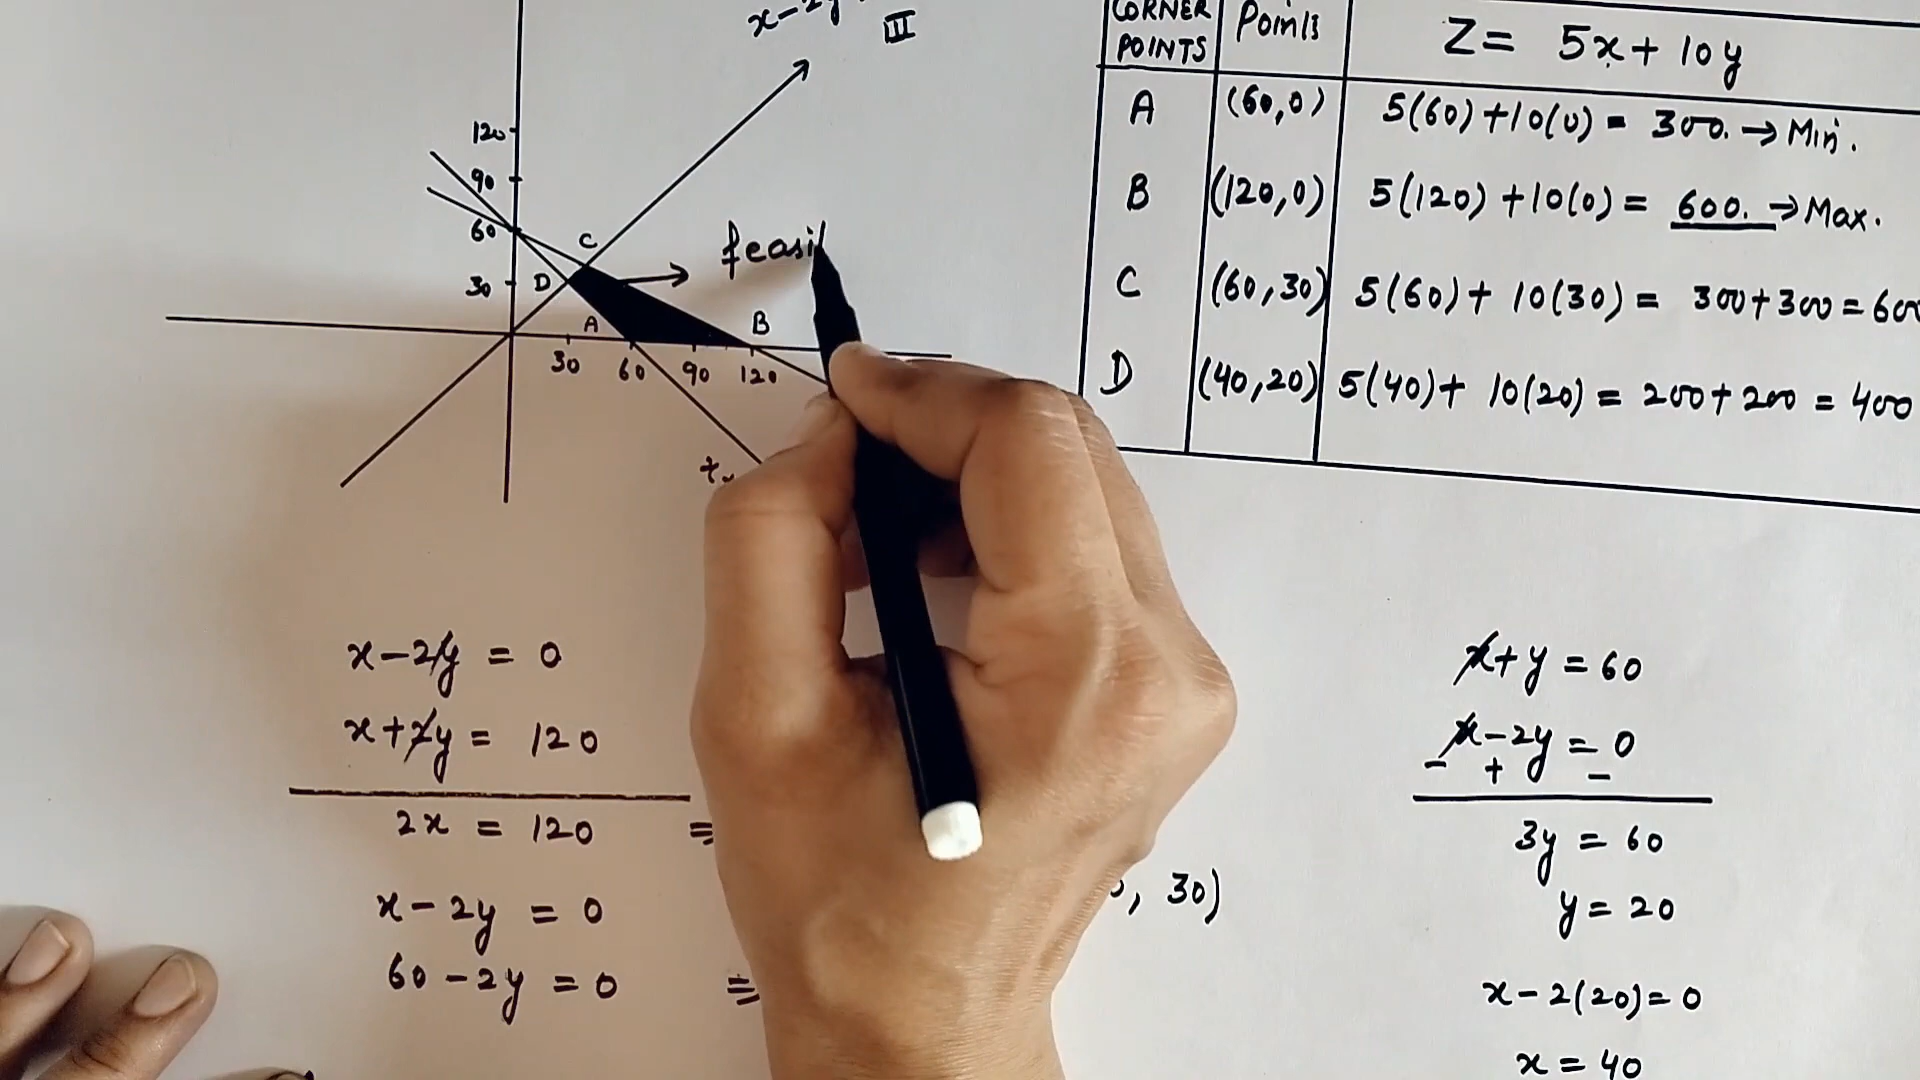 x-2y
III
120
90
60
30
C
D
A
B
30 60 90 120
feasi
CORNER POINTS
Points
Z = 5x + 10y
A (60,0) 5(60)+10(0) = 300. → Min.
B (120,0) 5(120)+10(0) = 600. → Max.
C (60,30) 5(60)+ 10(30) = 300+300 = 600
D (40,20) 5(40)+ 10(20) = 200+200 = 400
x-2y = 0
x+2y = 120
2x = 120
x-2y = 0
60-2y = 0
, 30)
x+y = 60
x-2y = 0
- + -
3y = 60
y = 20
x-2(20) = 0
x = 40